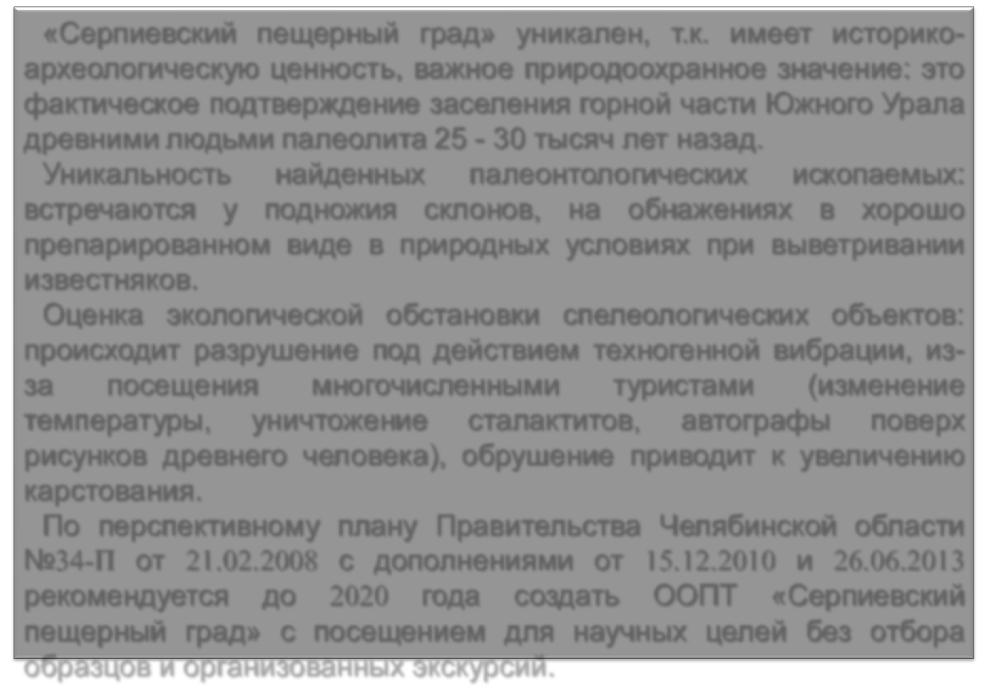 «Серпиевский пещерный град» уникален, т.к. имеет историко-
археологическую ценность, важное природоохранное значение: это
фактическое подтверждение заселения горной части Южного Урала
древними людьми палеолита 25 - 30 тысяч лет назад.
Уникальность найденных палеонтологических ископаемых:
встречаются у подножия склонов, на обнажениях в хорошо
препарированном виде в природных условиях при выветривании
известняков.
Оценка экологической обстановки спелеологических объектов:
происходит разрушение под действием техногенной вибрации, из-
за посещения многочисленными туристами (изменение
температуры, уничтожение сталактитов, автографы поверх
рисунков древнего человека), обрушение приводит к увеличению
карстования.
По перспективному плану Правительства Челябинской области
№34-П от 21.02.2008 с дополнениями от 15.12.2010 и 26.06.2013
рекомендуется до 2020 года создать ООПТ «Серпиевский
пещерный град» с посещением для научных целей без отбора
образцов и организованных экскурсий.